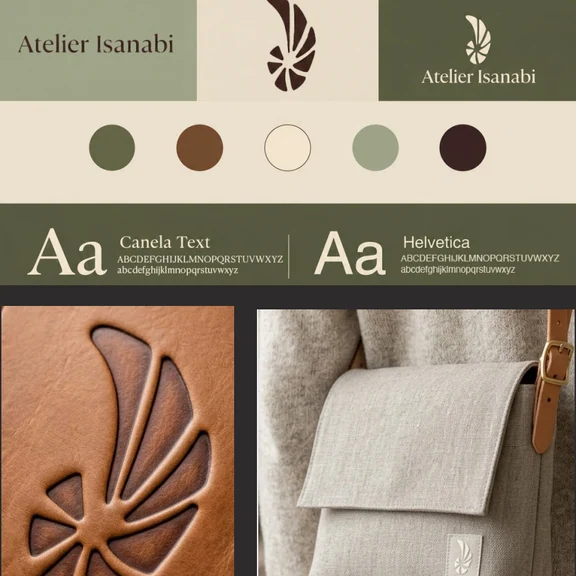 Atelier Isanabi
Atelier Isanabi
Aa
Canela Text
ABCDEFGHIJKLMNOPQRSTUVWXYZ
abcdefghijklmnopqrstuvwxyz
Aa
Helvetica
ABCDEFGHIJKLMNOPQRSTUVWXYZ
abcdefghijklmnopqrstuvwxyz